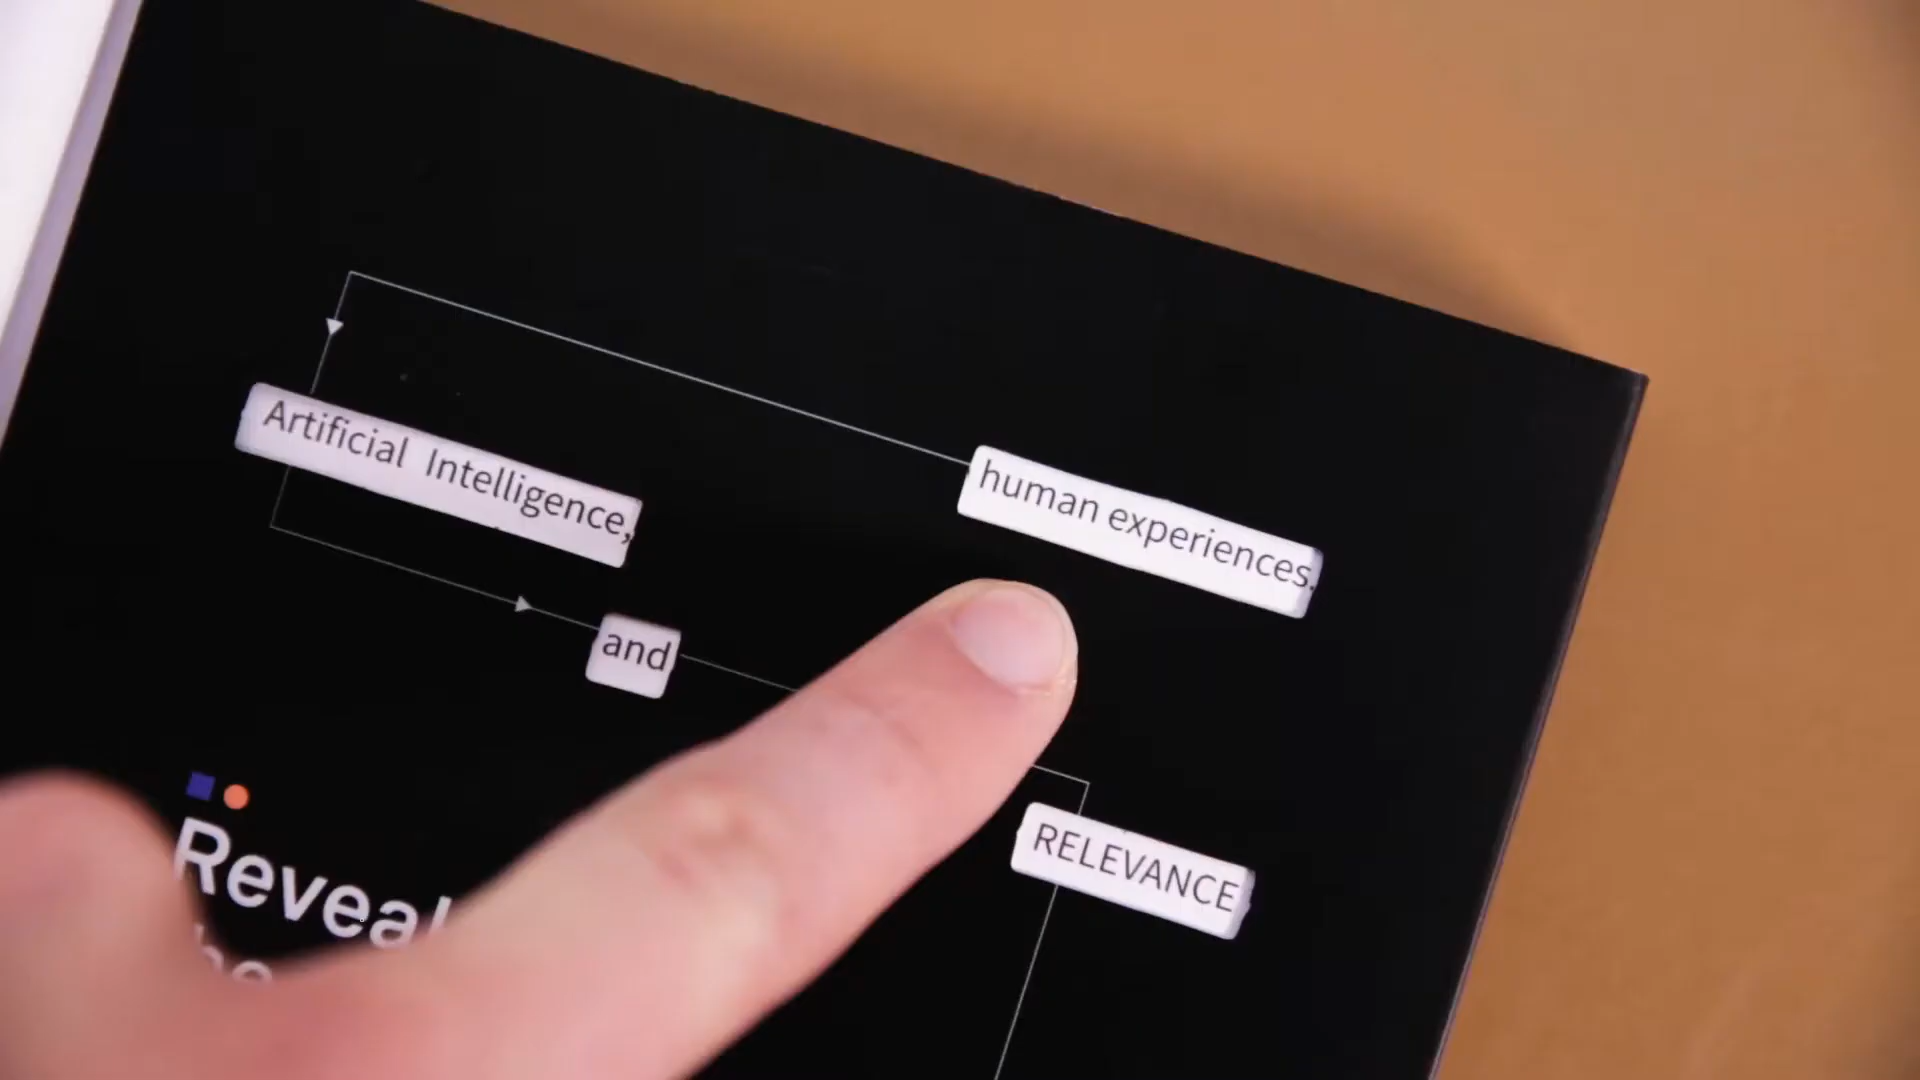 Artificial Intelligence,
human experiences.
and
RELEVANCE
Reveal